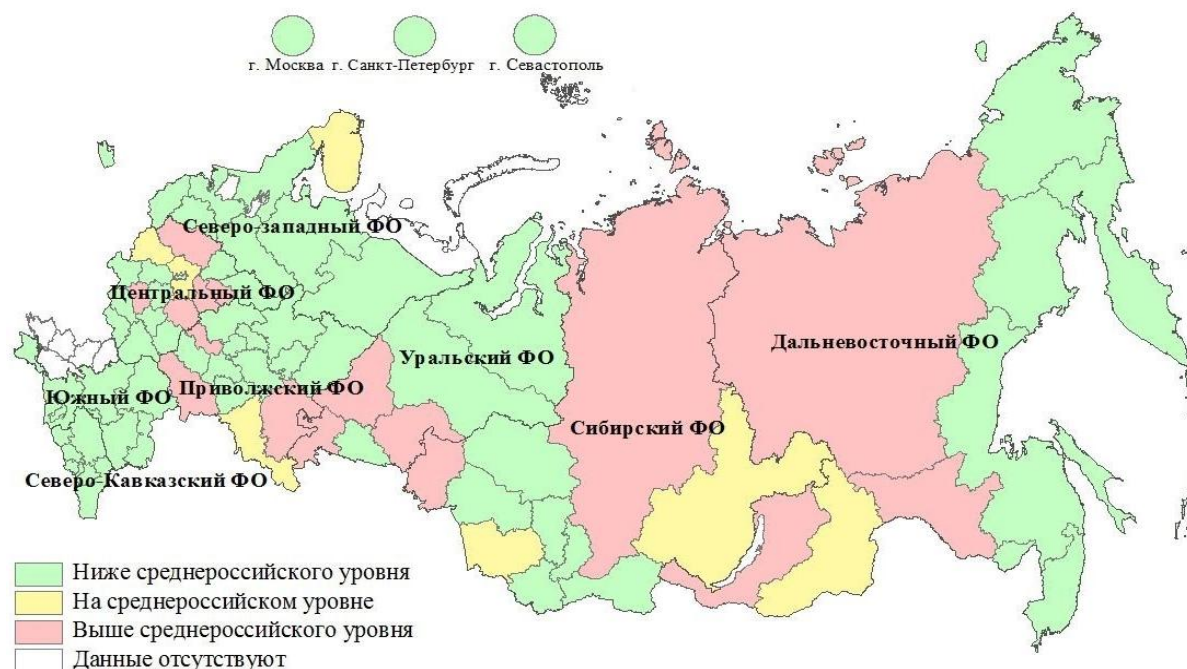 г. Москва г. Санкт-Петербург г. Севастополь
Северо-западный ФО
Центральный ФО
Уральский ФО
Дальневосточный ФО
Южный ФО
Приволжский ФО
Сибирский ФО
Северо-Кавказский ФО
Ниже среднероссийского уровня
На среднероссийском уровне
Выше среднероссийского уровня
Данные отсутствуют